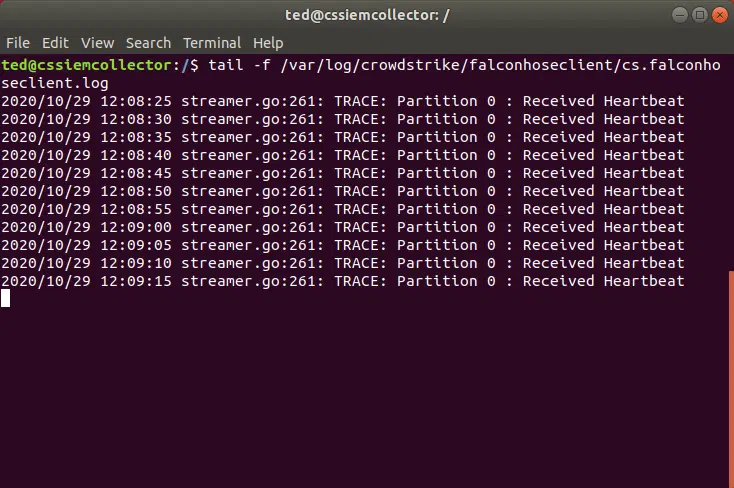 ted@cssiemcollector: /
File Edit View Search Terminal Help
ted@cssiemcollector:/$ tail -f /var/log/crowdstrike/falconhoseclient/cs.falconho
seclient.log
2020/10/29 12:08:25 streamer.go:261: TRACE: Partition 0 : Received Heartbeat
2020/10/29 12:08:30 streamer.go:261: TRACE: Partition 0 : Received Heartbeat
2020/10/29 12:08:35 streamer.go:261: TRACE: Partition 0 : Received Heartbeat
2020/10/29 12:08:40 streamer.go:261: TRACE: Partition 0 : Received Heartbeat
2020/10/29 12:08:45 streamer.go:261: TRACE: Partition 0 : Received Heartbeat
2020/10/29 12:08:50 streamer.go:261: TRACE: Partition 0 : Received Heartbeat
2020/10/29 12:08:55 streamer.go:261: TRACE: Partition 0 : Received Heartbeat
2020/10/29 12:09:00 streamer.go:261: TRACE: Partition 0 : Received Heartbeat
2020/10/29 12:09:05 streamer.go:261: TRACE: Partition 0 : Received Heartbeat
2020/10/29 12:09:10 streamer.go:261: TRACE: Partition 0 : Received Heartbeat
2020/10/29 12:09:15 streamer.go:261: TRACE: Partition 0 : Received Heartbeat